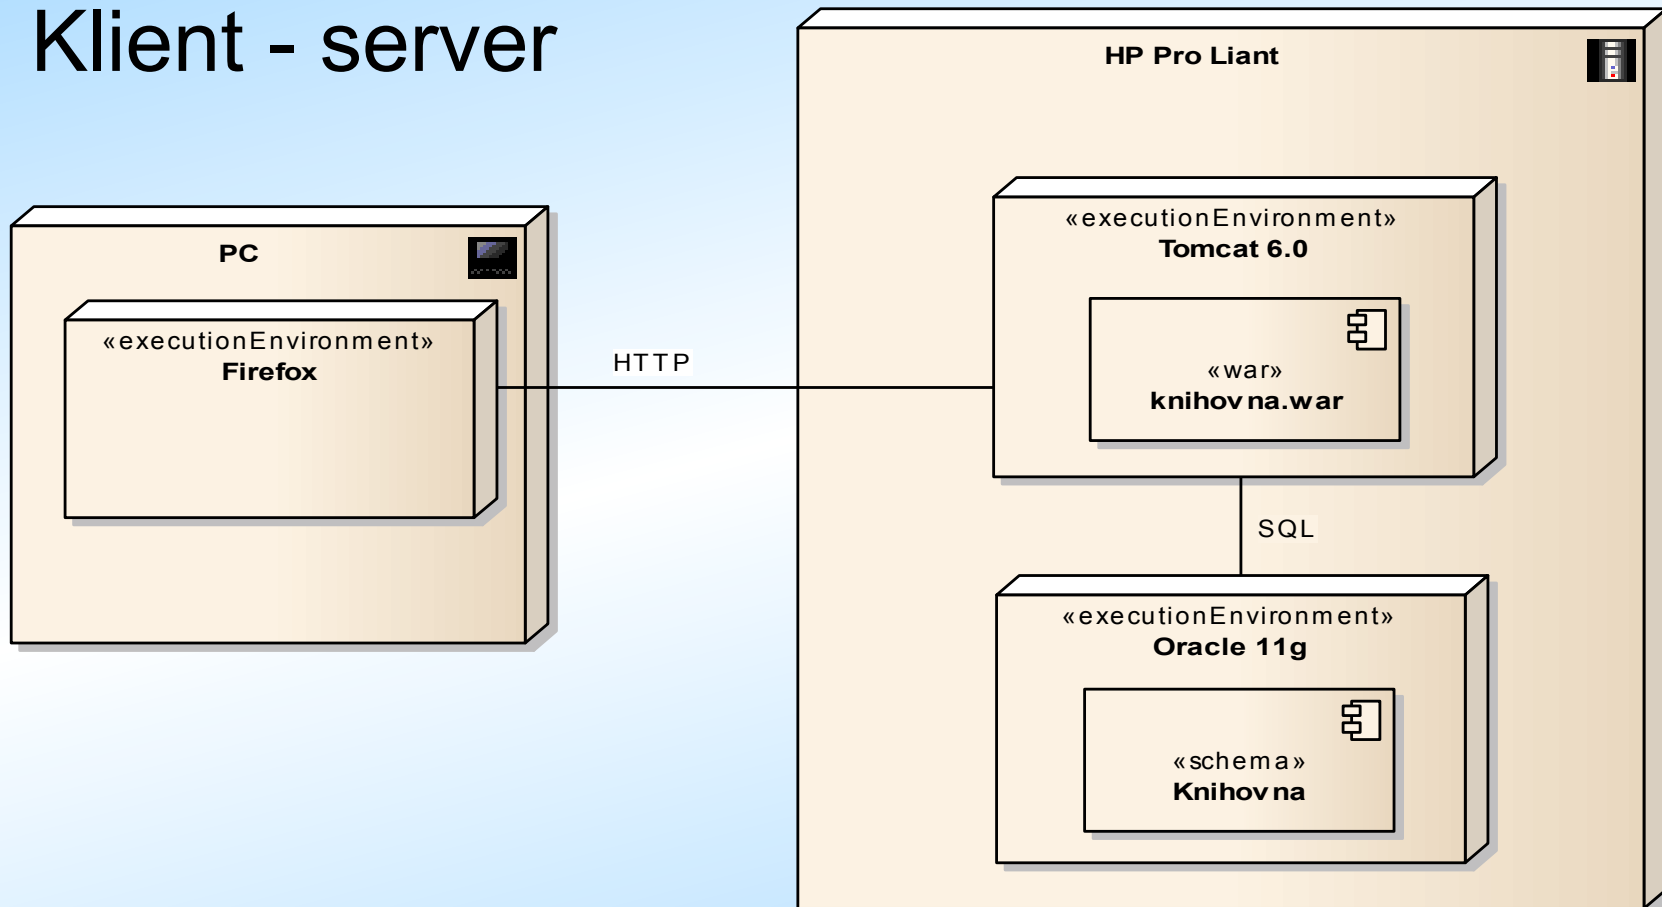 Klient - server
HP Pro Liant
«executionEnvironment»
Tomcat 6.0
«war»
knihovna.war
PC
«executionEnvironment»
Firefox
HTTP
SQL
«executionEnvironment»
Oracle 11g
«schema»
Knihovna